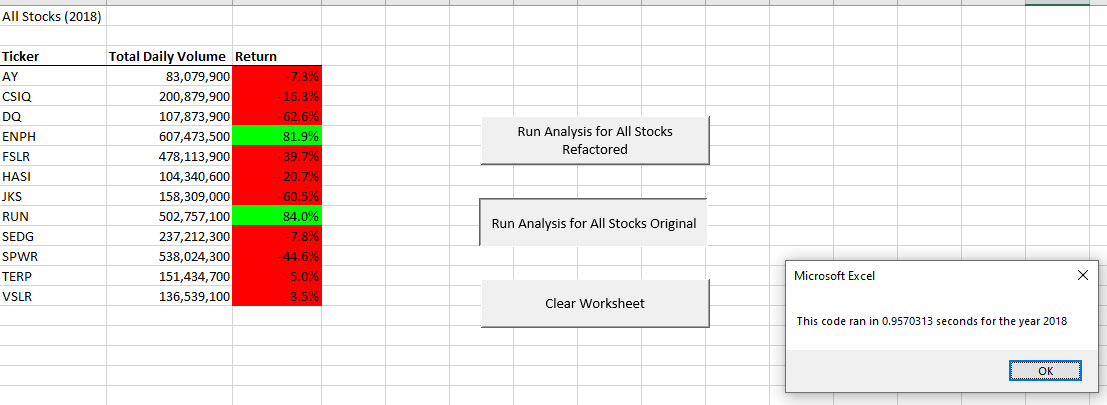 All Stocks (2018)
Ticker Total Daily Volume Return
AY 83,079,900 -7.3%
CSIQ 200,879,900 -16.3%
DQ 107,873,900 -62.6%
ENPH 607,473,500 81.9%
FSLR 478,113,900 -39.7%
HASI 104,340,600 -20.7%
JKS 158,309,000 -60.5%
RUN 502,757,100 84.0%
SEDG 237,212,300 -7.8%
SPWR 538,024,300 -44.6%
TERP 151,434,700 -5.0%
VSLR 136,539,100 -3.5%
Run Analysis for All Stocks
Refactored
Run Analysis for All Stocks Original
Clear Worksheet
Microsoft Excel
This code ran in 0.9570313 seconds for the year 2018
OK